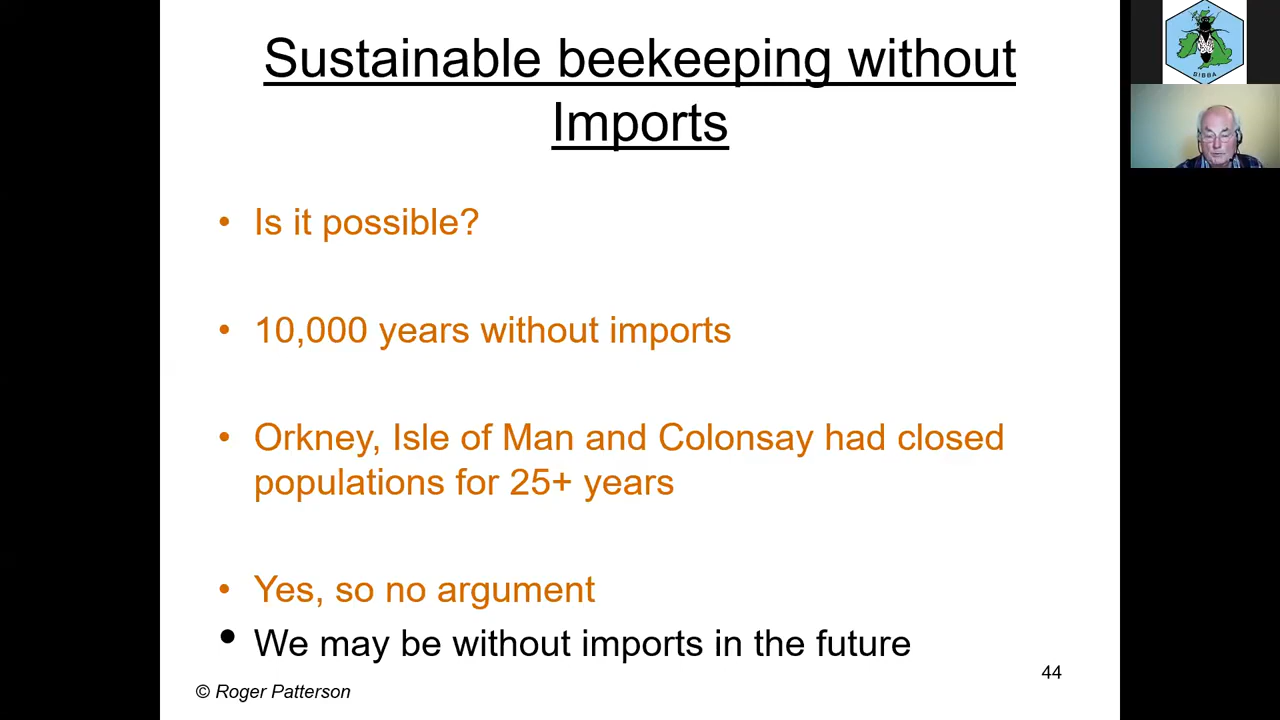 Sustainable beekeeping without
Imports
• Is it possible?
• 10,000 years without imports
• Orkney, Isle of Man and Colonsay had closed
populations for 25+ years
• Yes, so no argument
• We may be without imports in the future
44
© Roger Patterson
BIBBA